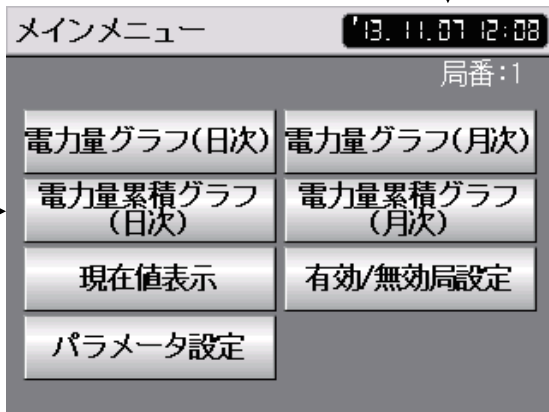 メインメニュー
'13. 11.07 12:08
局番:1
電力量グラフ(日次)
電力量グラフ(月次)
電力量累積グラフ
(日次)
電力量累積グラフ
(月次)
現在値表示
有効/無効局設定
パラメータ設定